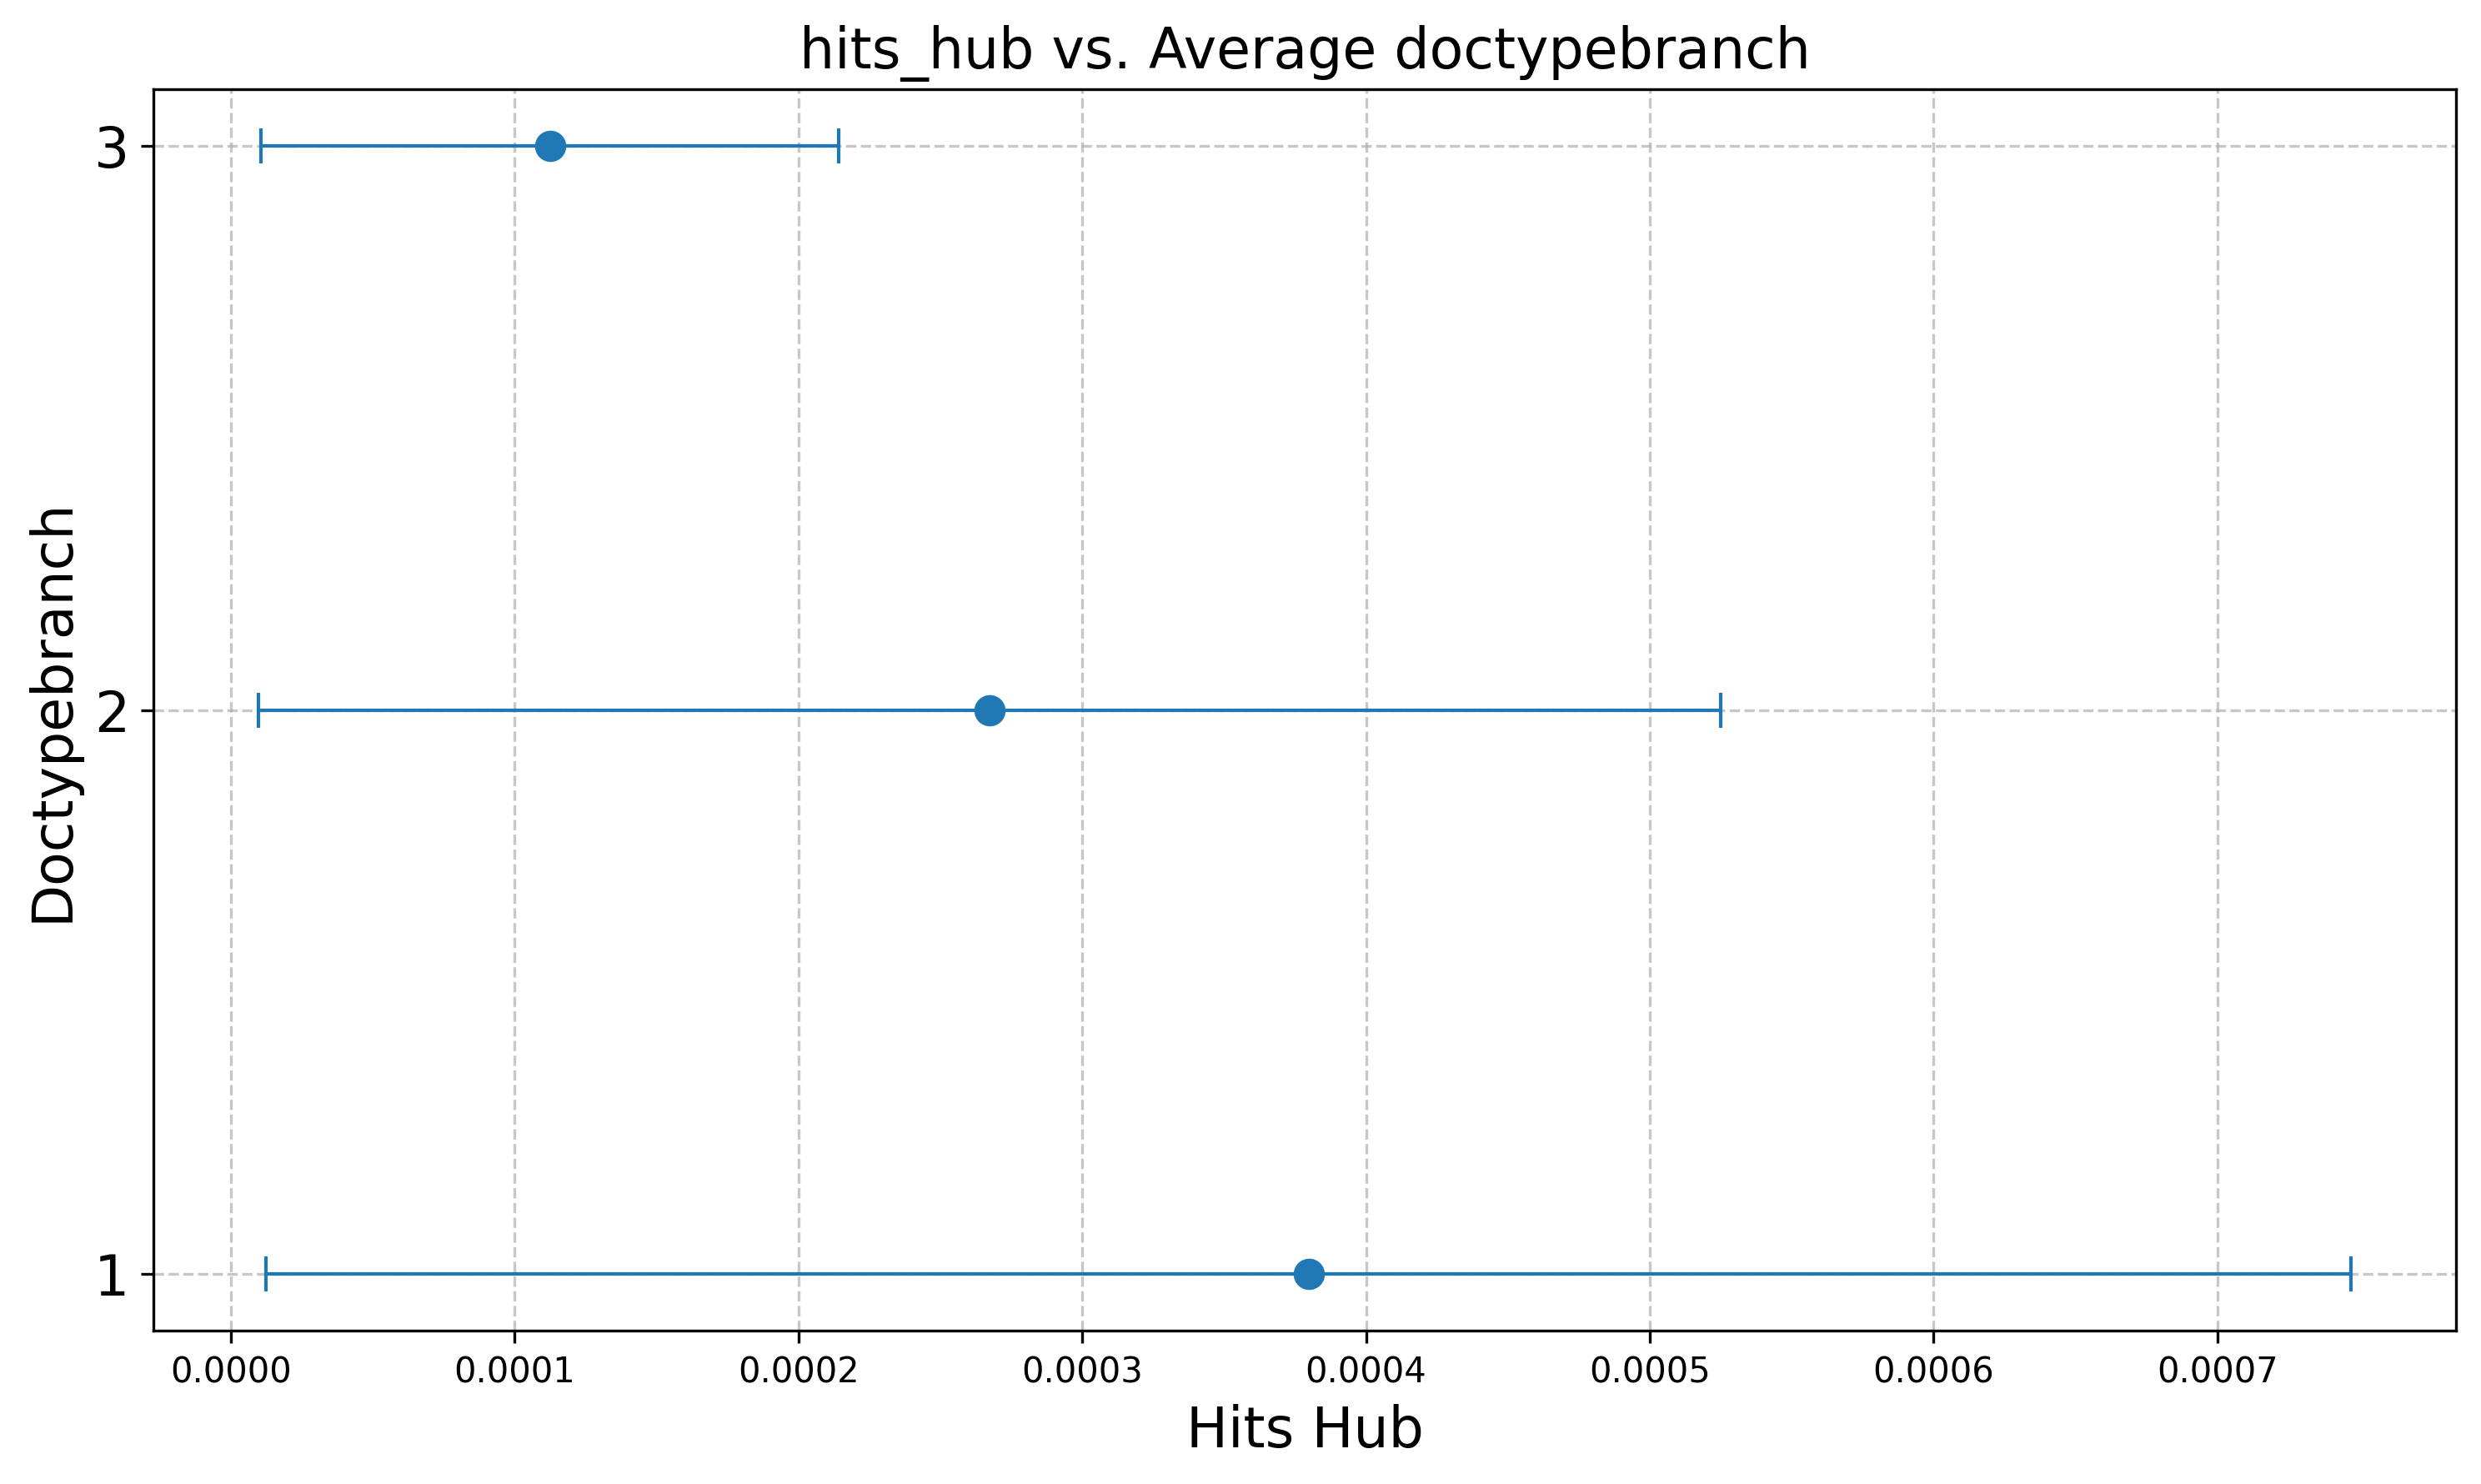 hits_hub vs. Average doctypebranch
Doctypebranch
3
2
1
0.0000 0.0001 0.0002 0.0003 0.0004 0.0005 0.0006 0.0007
Hits Hub